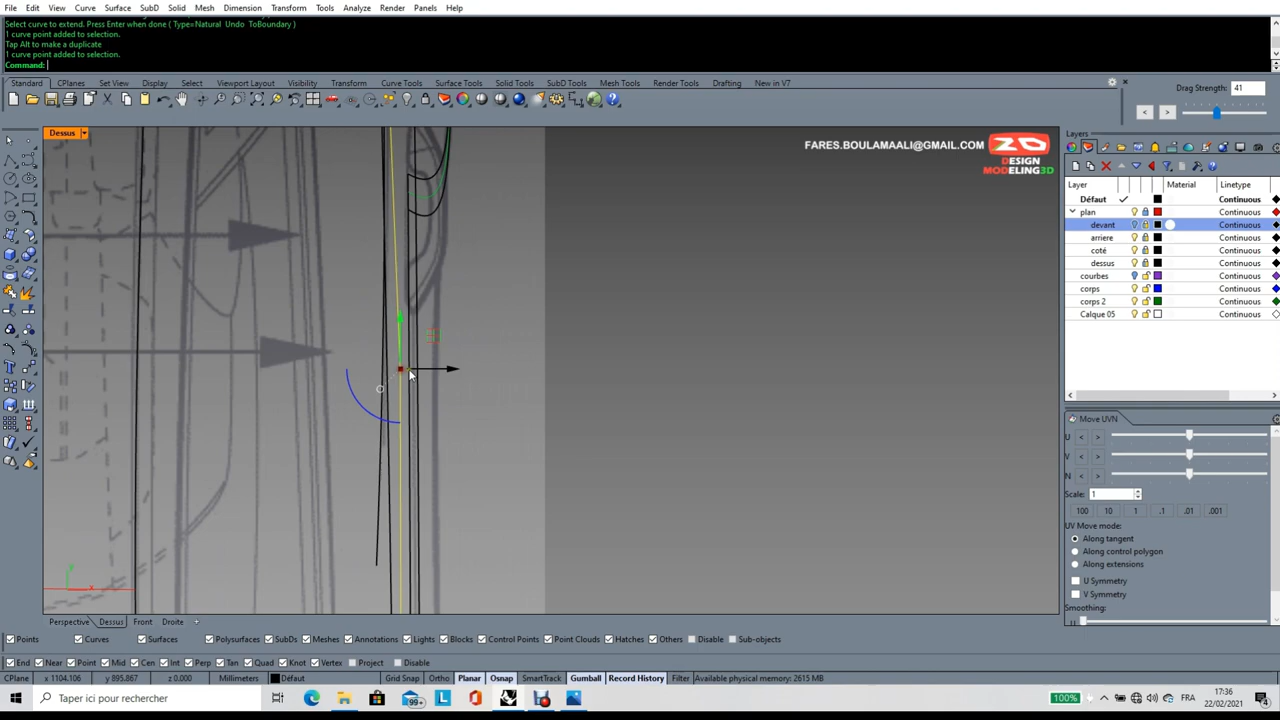 File Edit View Curve Surface SubD Solid Mesh Dimension Transform Tools Analyze Render Panels Help
Select curve to extend. Press Enter when done ( Type=Natural Undo ToBoundary )
1 curve point added to selection.
Tap Alt to make a duplicate
1 curve point added to selection.
Command:
Standard CPlanes Set View Display Select Viewport Layout Visibility Transform Curve Tools Surface Tools Solid Tools SubD Tools Mesh Tools Render Tools Drafting New in V7
Drag Strength: 41
Dessus
FARES.BOULAMAALI@GMAIL.COM
DESIGN
MODELING3D
Layers
Layer Material Linetype
Défaut Continuous
plan Continuous
devant Continuous
arriere Continuous
coté Continuous
dessus Continuous
courbes Continuous
corps Continuous
corps 2 Continuous
Calque 05 Continuous
Move UVN
U < >
V < >
N < >
Scale: 1
100 10 1 .1 .01 .001
UV Move mode:
Along tangent
Along control polygon
Along extensions
U Symmetry
V Symmetry
Smoothing:
y
x
Perspective Dessus Front Droite
Points Curves Surfaces Polysurfaces SubDs Meshes Annotations Lights Blocks Control Points Point Clouds Hatches Others Disable Sub-objects
End Near Point Mid Cen Int Perp Tan Quad Knot Vertex Project Disable
CPlane x 1104.106 y 895.867 z 0.000 Millimeters Défaut Grid Snap Ortho Planar Osnap SmartTrack Gumball Record History Filter Available physical memory: 2615 MB
Taper ici pour rechercher 99+ 100% FRA 17:36
22/02/2021 4